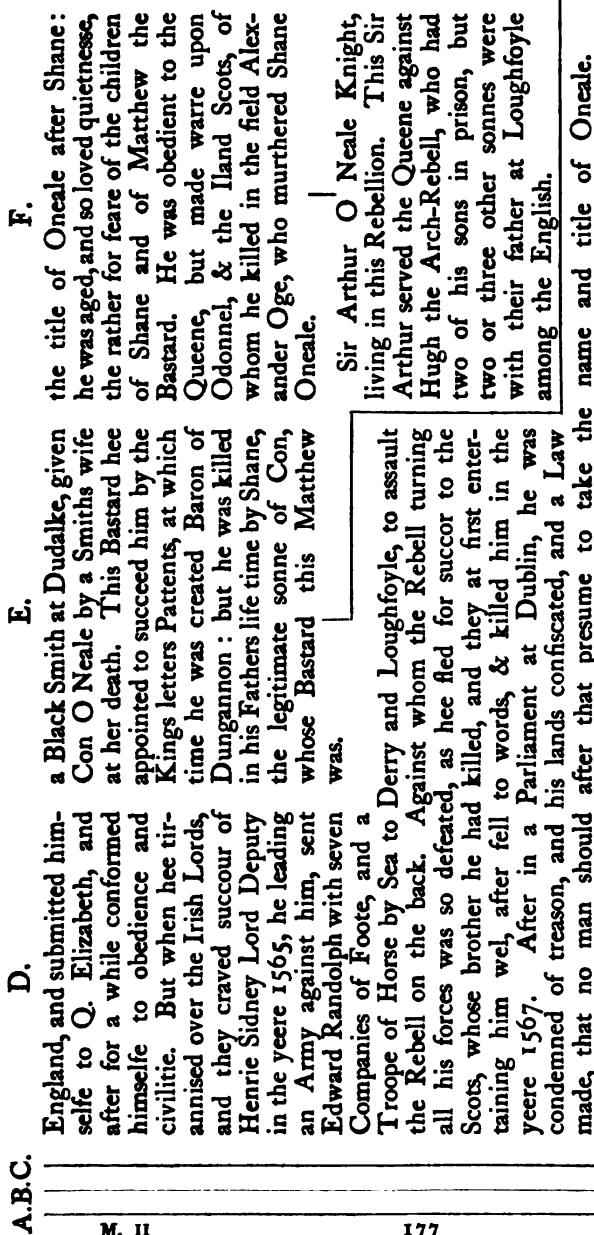 A.B.C.
D.
England, and submitted him-
selfe to Q. Elizabeth, and
after for a while conformed
himselfe to obedience and
civilitie. But when hee tir-
annised over the Irish Lords,
and they craved succour of
Henrie Sidney Lord Deputy
in the yeere 1565, he leading
an Army against him, sent
Edward Randolph with seven
Companies of Foote, and a
Troope of Horse by Sea to Derry and Loughfoyle, to assault
the Rebell on the back. Against whom the Rebell turning
all his forces was so defeated, as hee fled for succor to the
Scots, whose brother he had killed, and they at first enter-
taining him wel, after fell to words, & killed him in the
yeere 1567. After in a Parliament at Dublin, he was
condemned of treason, and his lands confiscated, and a Law
made, that no man should after that presume to take the name and title of Oneale.
E.
a Black Smith at Dudalke, given
Con O Neale by a Smiths wife
at her death. This Bastard hee
appointed to succeed him by the
Kings letters Pattents, at which
time he was created Baron of
Dungannon : but he was killed
in his Fathers life time by Shane,
the legitimate sonne of Con,
whose Bastard this Matthew
was.
F.
the title of Oneale after Shane :
he was aged, and so loved quietnesse,
the rather for feare of the children
of Shane and of Matthew the
Bastard. He was obedient to the
Queene, but made warre upon
Odonnel, & the Iland Scots, of
whom he killed in the field Alex-
ander Oge, who murthered Shane
Oneale.
Sir Arthur O Neale Knight,
living in this Rebellion. This Sir
Arthur served the Queene against
Hugh the Arch-Rebell, who had
two of his sons in prison, but
two or three other sonnes were
with their father at Loughfoyle
among the English.
M. II
177